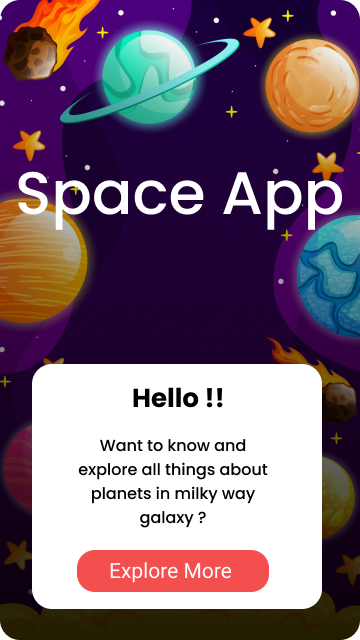 Space App
Hello !!
Want to know and
explore all things about
planets in milky way
galaxy ?
Explore More